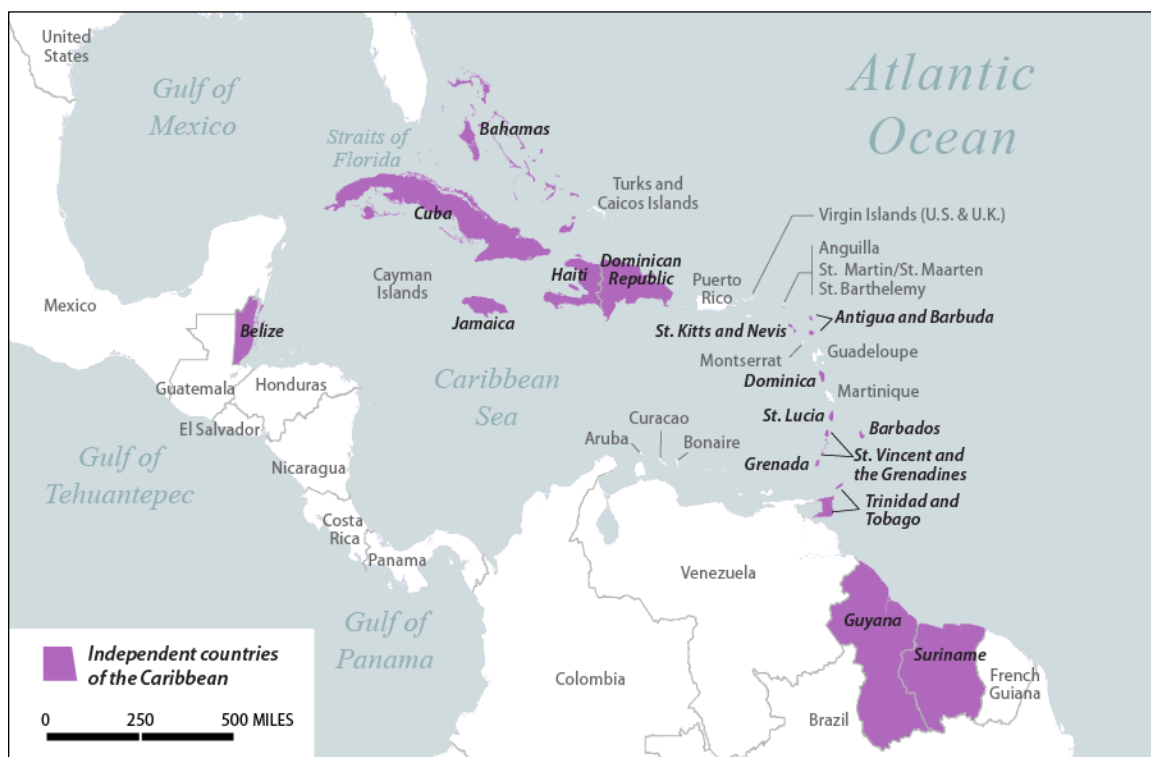 United
States
Gulf of
Mexico
Atlantic
Ocean
Straits of
Florida
Bahamas
Turks and
Caicos Islands
Cuba
Virgin Islands (U.S. & U.K.)
Anguilla
St. Martin/St. Maarten
St. Barthelemy
Cayman
Islands
Haiti
Dominican
Republic
Puerto
Rico
Mexico
Belize
Jamaica
St. Kitts and Nevis
Antigua and Barbuda
Montserrat
Guadeloupe
Guatemala
Honduras
Caribbean
Sea
Dominica
Martinique
El Salvador
St. Lucia
Barbados
Curacao
Aruba
Bonaire
Grenada
St. Vincent and
the Grenadines
Gulf of
Tehuantepec
Nicaragua
Trinidad and
Tobago
Costa
Rica
Panama
Venezuela
Gulf of
Panama
Guyana
Suriname
French
Guiana
Colombia
Brazil
Independent countries
of the Caribbean
0 250 500 MILES